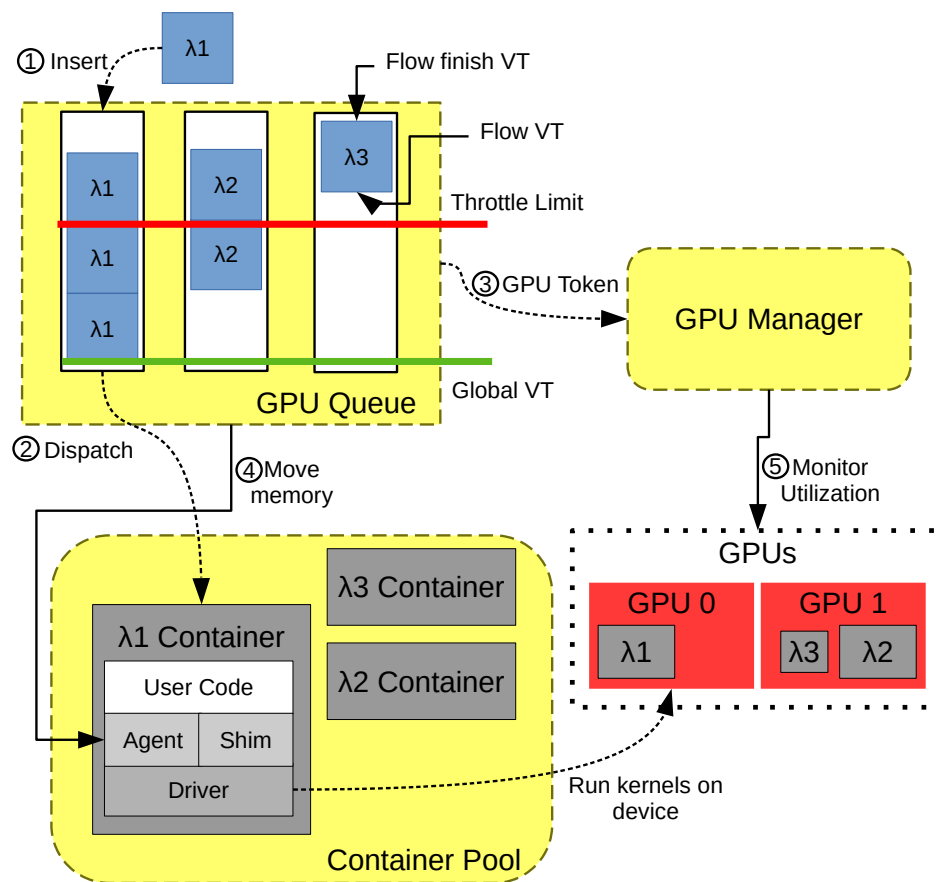 λ1
① Insert
Flow finish VT
Flow VT
λ3
λ1
λ2
Throttle Limit
λ1
λ2
③ GPU Token
GPU Manager
λ1
Global VT
GPU Queue
② Dispatch
④ Move
memory
⑤ Monitor
Utilization
GPUs
GPU 0
GPU 1
λ1
λ3
λ2
λ3 Container
λ1 Container
λ2 Container
User Code
Agent
Shim
Driver
Run kernels on
device
Container Pool